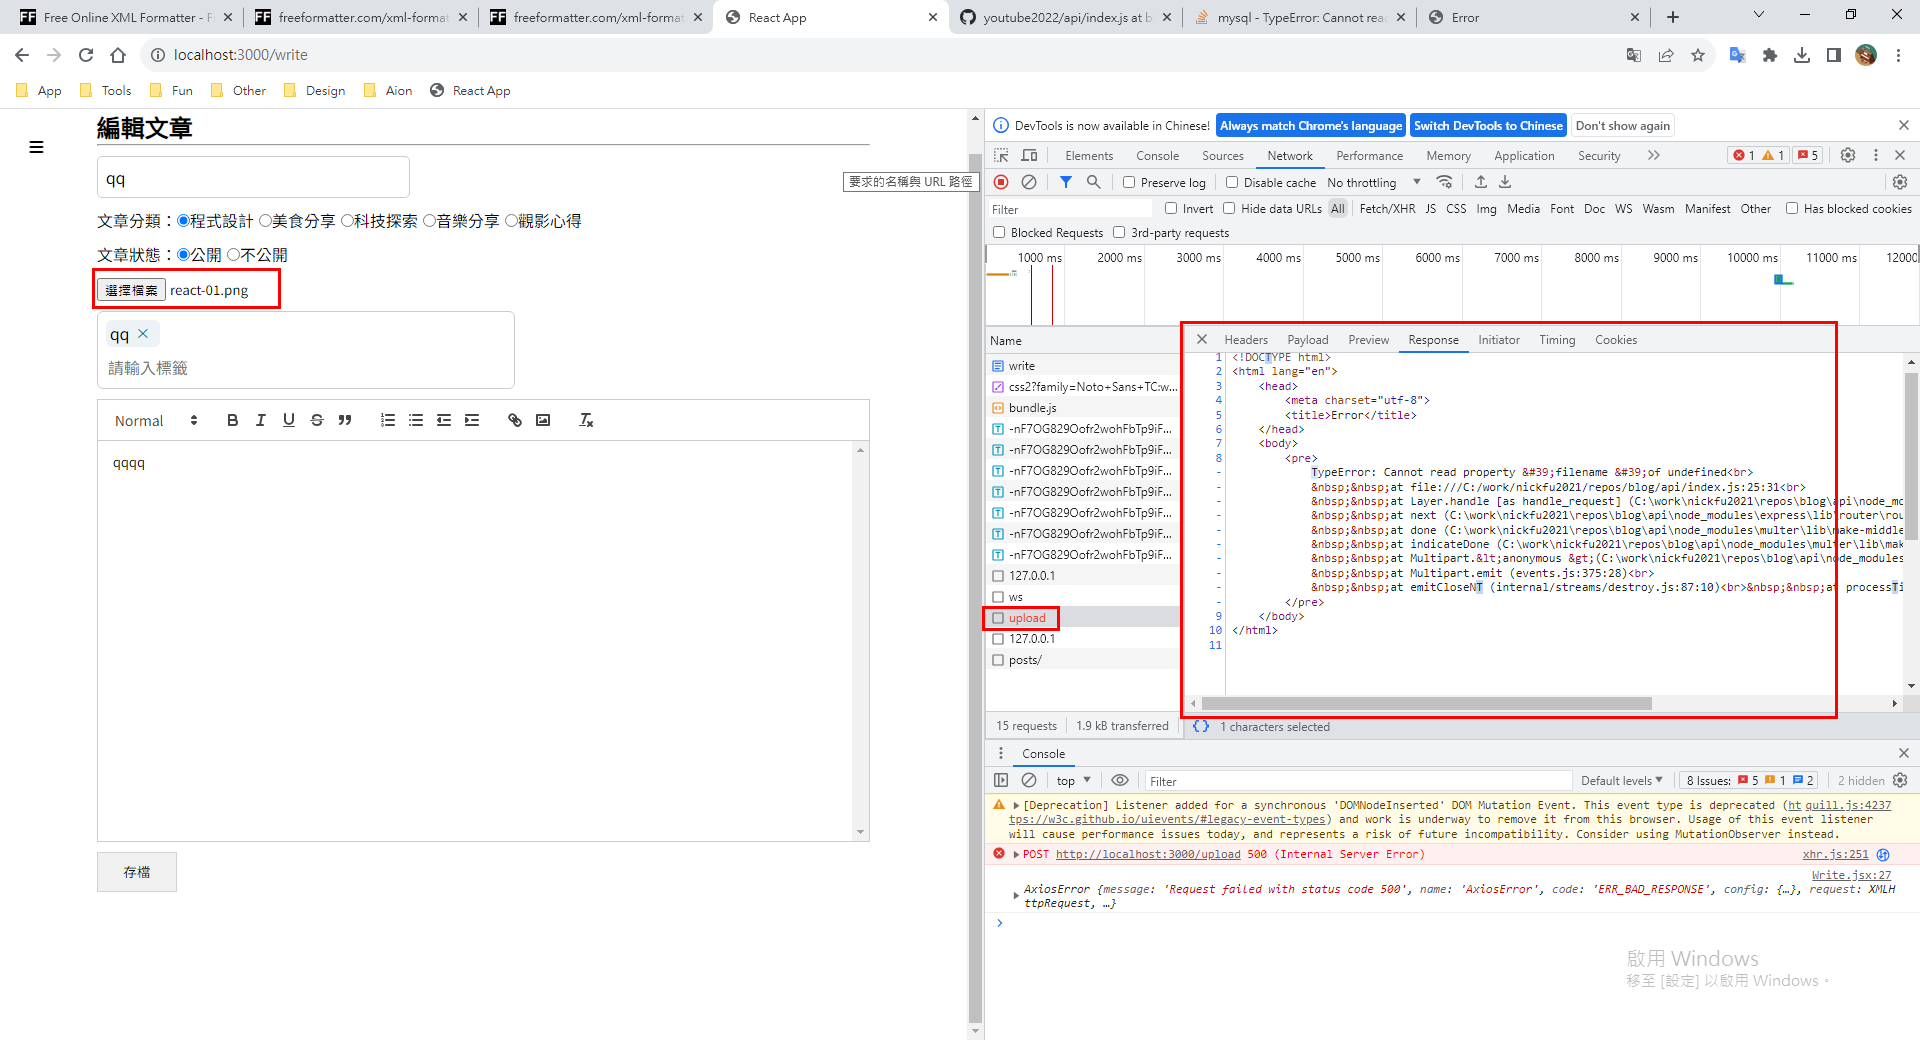 Free Online XML Formatter - F
freeformatter.com/xml-format
freeformatter.com/xml-format
React App
youtube2022/api/index.js at b
mysql - TypeError: Cannot rea
Error
localhost:3000/write
App
Tools
Fun
Other
Design
Aion
React App
編輯文章
qq
要求的名稱與 URL 路徑
文章分類：程式設計 美食分享 科技探索 音樂分享 觀影心得
文章狀態：公開 不公開
選擇檔案 react-01.png
qq ×
請輸入標籤
Normal B I U S
qqqq
存檔
DevTools is now available in Chinese! Always match Chrome's language Switch DevTools to Chinese Don't show again
Elements Console Sources Network Performance Memory Application Security 1 1 5
Preserve log Disable cache No throttling
Filter Invert Hide data URLs All Fetch/XHR JS CSS Img Media Font Doc WS Wasm Manifest Other Has blocked cookies
Blocked Requests 3rd-party requests
1000 ms 2000 ms 3000 ms 4000 ms 5000 ms 6000 ms 7000 ms 8000 ms 9000 ms 10000 ms 11000 ms 12000
Name
write
css2?family=Noto+Sans+TC:w...
bundle.js
-nF7OG829Oofr2wohFbTp9iF...
-nF7OG829Oofr2wohFbTp9iF...
-nF7OG829Oofr2wohFbTp9iF...
-nF7OG829Oofr2wohFbTp9iF...
-nF7OG829Oofr2wohFbTp9iF...
-nF7OG829Oofr2wohFbTp9iF...
-nF7OG829Oofr2wohFbTp9iF...
127.0.0.1
ws
upload
127.0.0.1
posts/
15 requests 1.9 kB transferred
Headers Payload Preview Response Initiator Timing Cookies
1 <!DOCTYPE html>
2 <html lang="en">
3 <head>
4 <meta charset="utf-8">
5 <title>Error</title>
6 </head>
7 <body>
8 <pre>
- TypeError: Cannot read property &#39;filename &#39;of undefined<br>
- &nbsp;&nbsp;at file:///C:/work/nickfu2021/repos/blog/api/index.js:25:31<br>
- &nbsp;&nbsp;at Layer.handle [as handle_request] (C:\work\nickfu2021\repos\blog\api\node_mo
- &nbsp;&nbsp;at next (C:\work\nickfu2021\repos\blog\api\node_modules\express\lib\router\rou
- &nbsp;&nbsp;at done (C:\work\nickfu2021\repos\blog\api\node_modules\multer\lib\make-middle
- &nbsp;&nbsp;at indicateDone (C:\work\nickfu2021\repos\blog\api\node_modules\multer\lib\mak
- &nbsp;&nbsp;at Multipart.&lt;anonymous &gt;(C:\work\nickfu2021\repos\blog\api\node_modules
- &nbsp;&nbsp;at Multipart.emit (events.js:375:28)<br>
- &nbsp;&nbsp;at emitCloseNT (internal/streams/destroy.js:87:10)<br>&nbsp;&nbsp;at processTi
- </pre>
9 </body>
10 </html>
11
{} 1 characters selected
Console
top Filter Default levels 8 Issues: 5 1 2 2 hidden
[Deprecation] Listener added for a synchronous 'DOMNodeInserted' DOM Mutation Event. This event type is deprecated (ht quill.js:4237
tps://w3c.github.io/uievents/#legacy-event-types) and work is underway to remove it from this browser. Usage of this event listener
will cause performance issues today, and represents a risk of future incompatibility. Consider using MutationObserver instead.
POST http://localhost:3000/upload 500 (Internal Server Error) xhr.js:251
Write.jsx:27
AxiosError {message: 'Request failed with status code 500', name: 'AxiosError', code: 'ERR_BAD_RESPONSE', config: {…}, request: XMLH
ttpRequest, …}
啟用 Windows
移至 [設定] 以啟用 Windows。